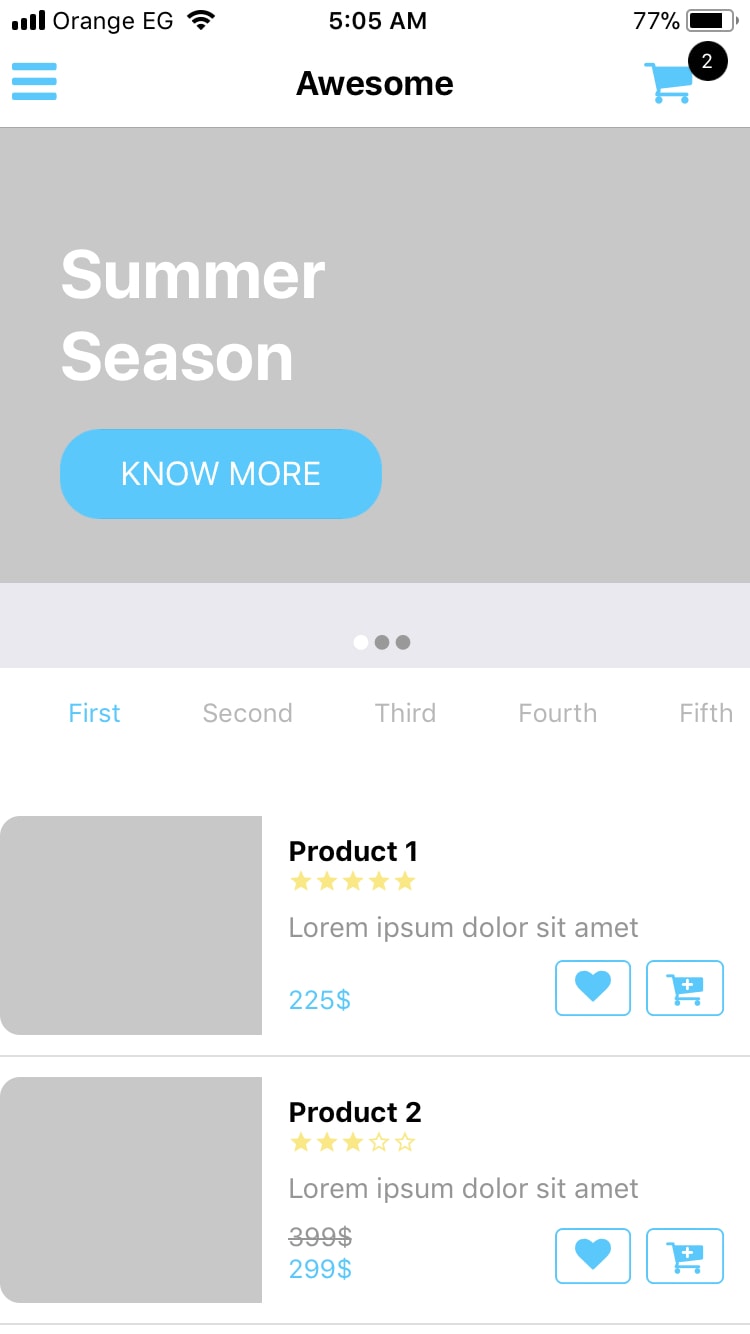 Orange EG 5:05 AM 77%
Awesome 2
Summer
Season
KNOW MORE
First Second Third Fourth Fifth
Product 1
Lorem ipsum dolor sit amet
225$
Product 2
Lorem ipsum dolor sit amet
399$
299$